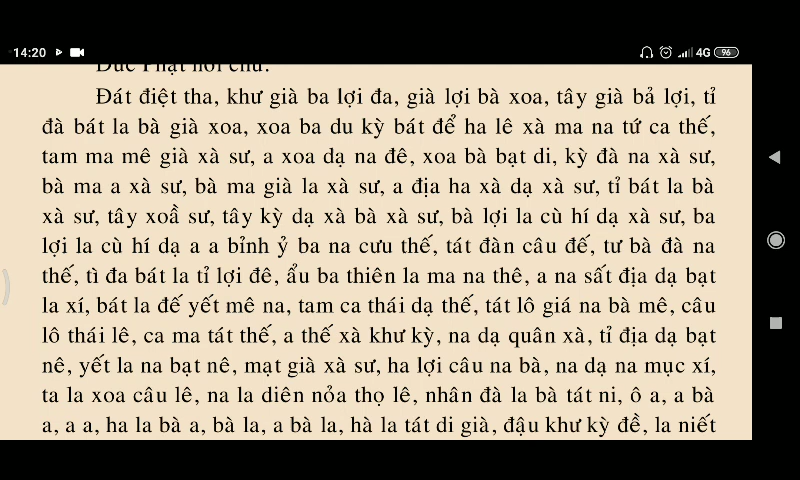 14:20
4G 96
Đức Phật nói chú:
Đát điệt tha, khư già ba lợi đa, già lợi bà xoa, tây già bả lợi, tỉ
đà bát la bà già xoa, xoa ba du kỳ bát để ha lê xà ma na tứ ca thế,
tam ma mê già xà sư, a xoa dạ na đê, xoa bà bạt di, kỳ đà na xà sư,
bà ma a xà sư, bà ma già la xà sư, a địa ha xà dạ xà sư, tỉ bát la bà
xà sư, tây xoầ sư, tây kỳ dạ xà bà xà sư, bà lợi la cù hí dạ xà sư, ba
lợi la cù hí dạ a a bỉnh ỷ ba na cưu thế, tát đàn câu đế, tư bà đà na
thế, tì đa bát la tỉ lợi đê, ẩu ba thiên la ma na thê, a na sất địa dạ bạt
la xí, bát la đế yết mê na, tam ca thái dạ thế, tát lô giá na bà mê, câu
lô thái lê, ca ma tát thế, a thế xà khư kỳ, na dạ quân xà, tỉ địa dạ bạt
nê, yết la na bạt nê, mạt già xà sư, ha lợi câu na bà, na dạ na mục xí,
ta la xoa câu lê, na la diên nỏa thọ lê, nhân đà la bà tát ni, ô a, a bà
a, a a, ha la bà a, bà la, a bà la, hà la tát di già, đậu khư kỳ đề, la niết